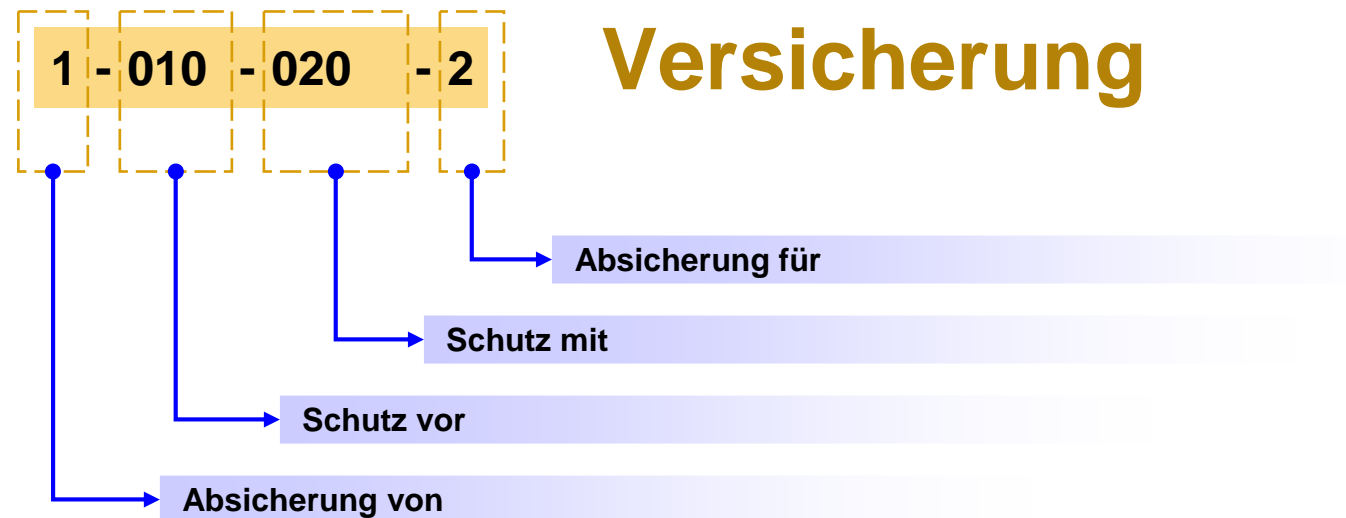 Versicherung
1 - 010 - 020 - 2
Absicherung für
Schutz mit
Schutz vor
Absicherung von